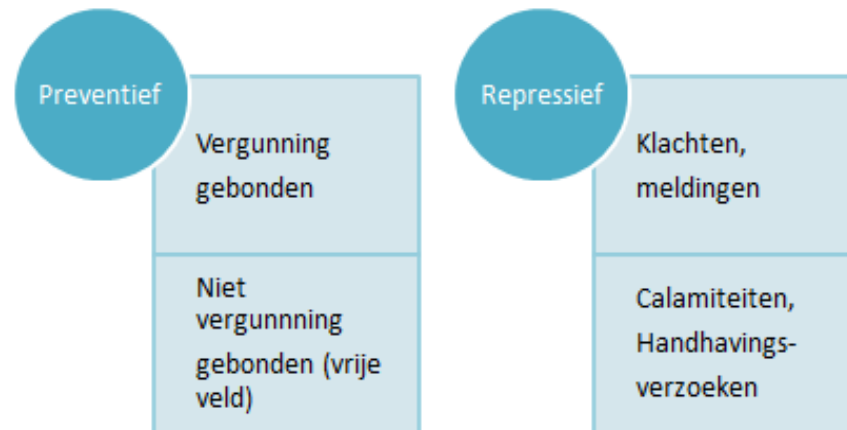 Preventief
Vergunning
gebonden
Niet
vergunnning
gebonden (vrije
veld)
Repressief
Klachten,
meldingen
Calamiteiten,
Handhavings-
verzoeken